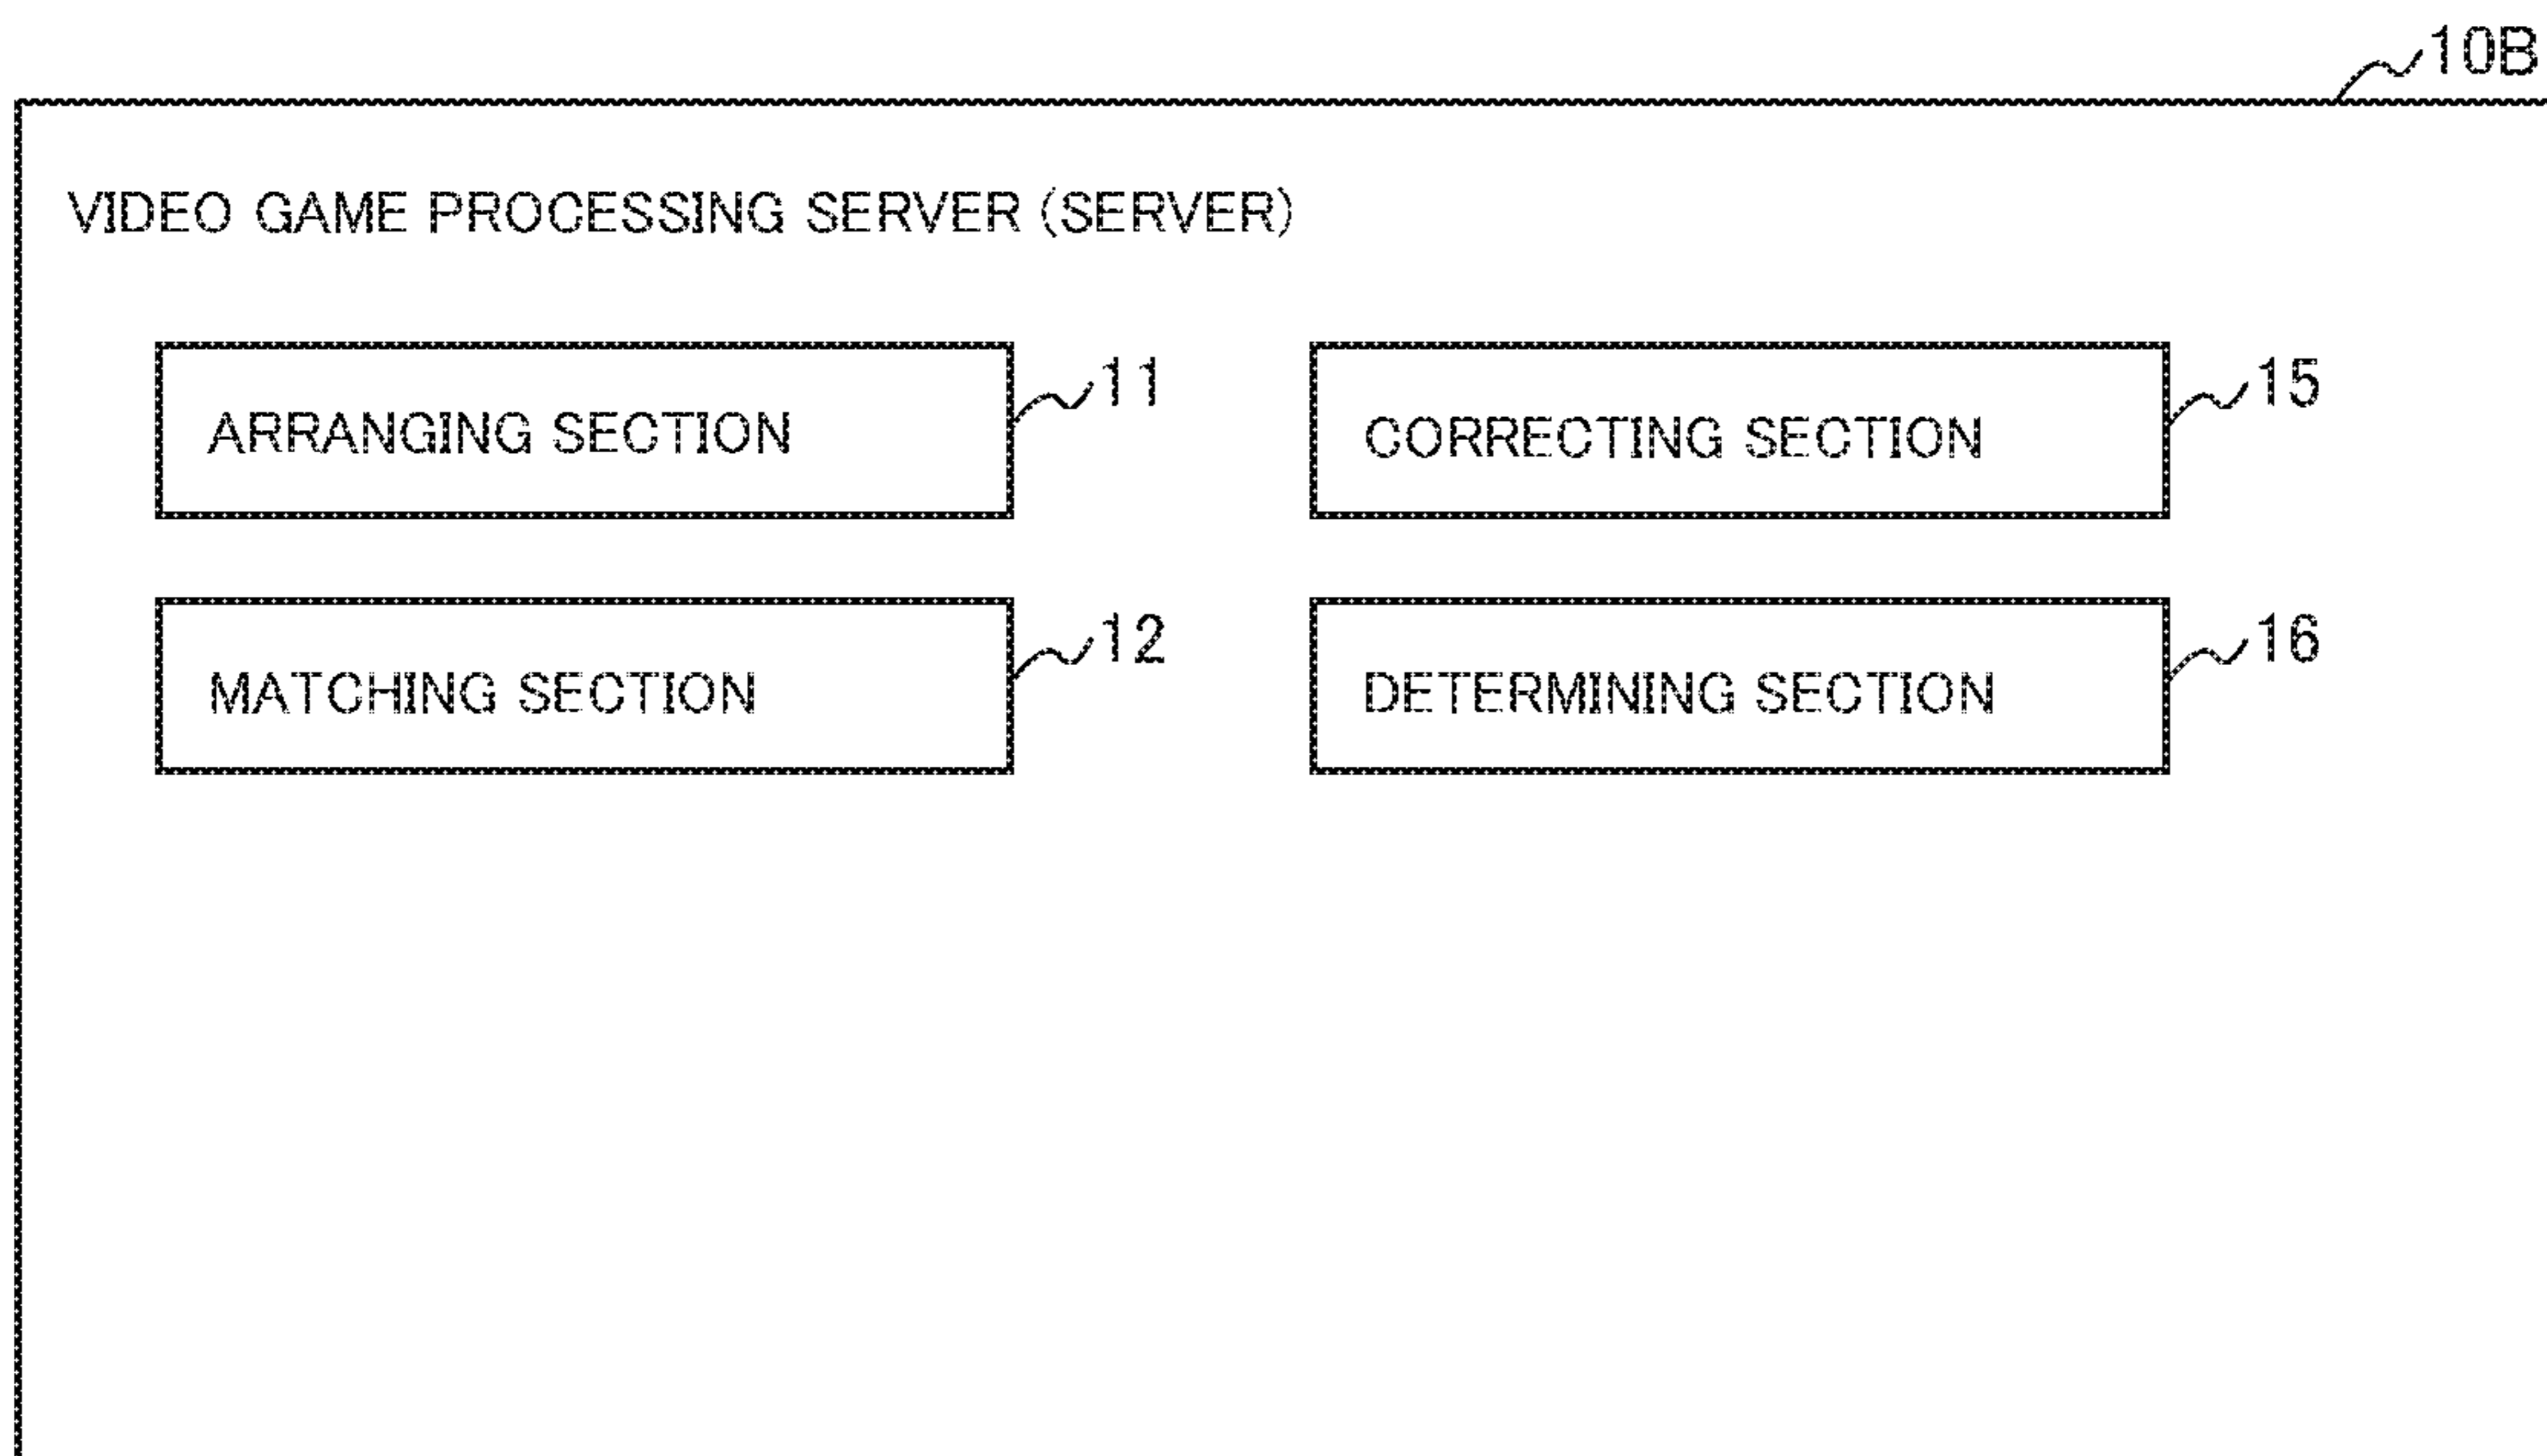 10B
VIDEO GAME PROCESSING SERVER (SERVER)
ARRANGING SECTION
11
CORRECTING SECTION
15
MATCHING SECTION
12
DETERMINING SECTION
16